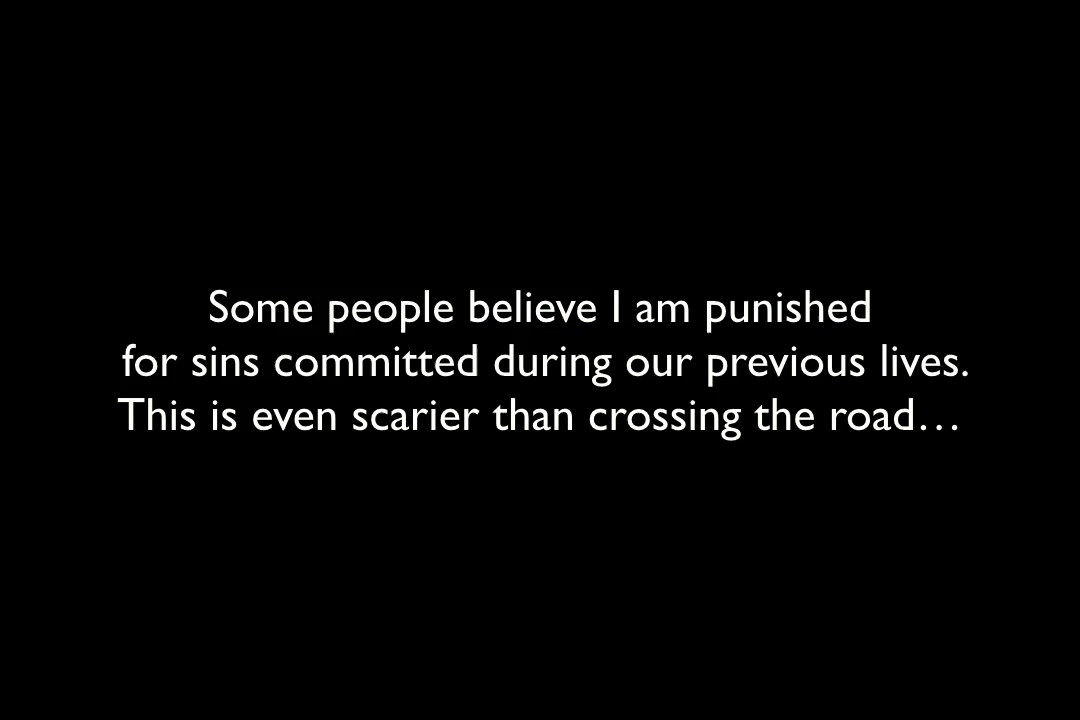 Some people believe I am punished
for sins committed during our previous lives.
This is even scarier than crossing the road…